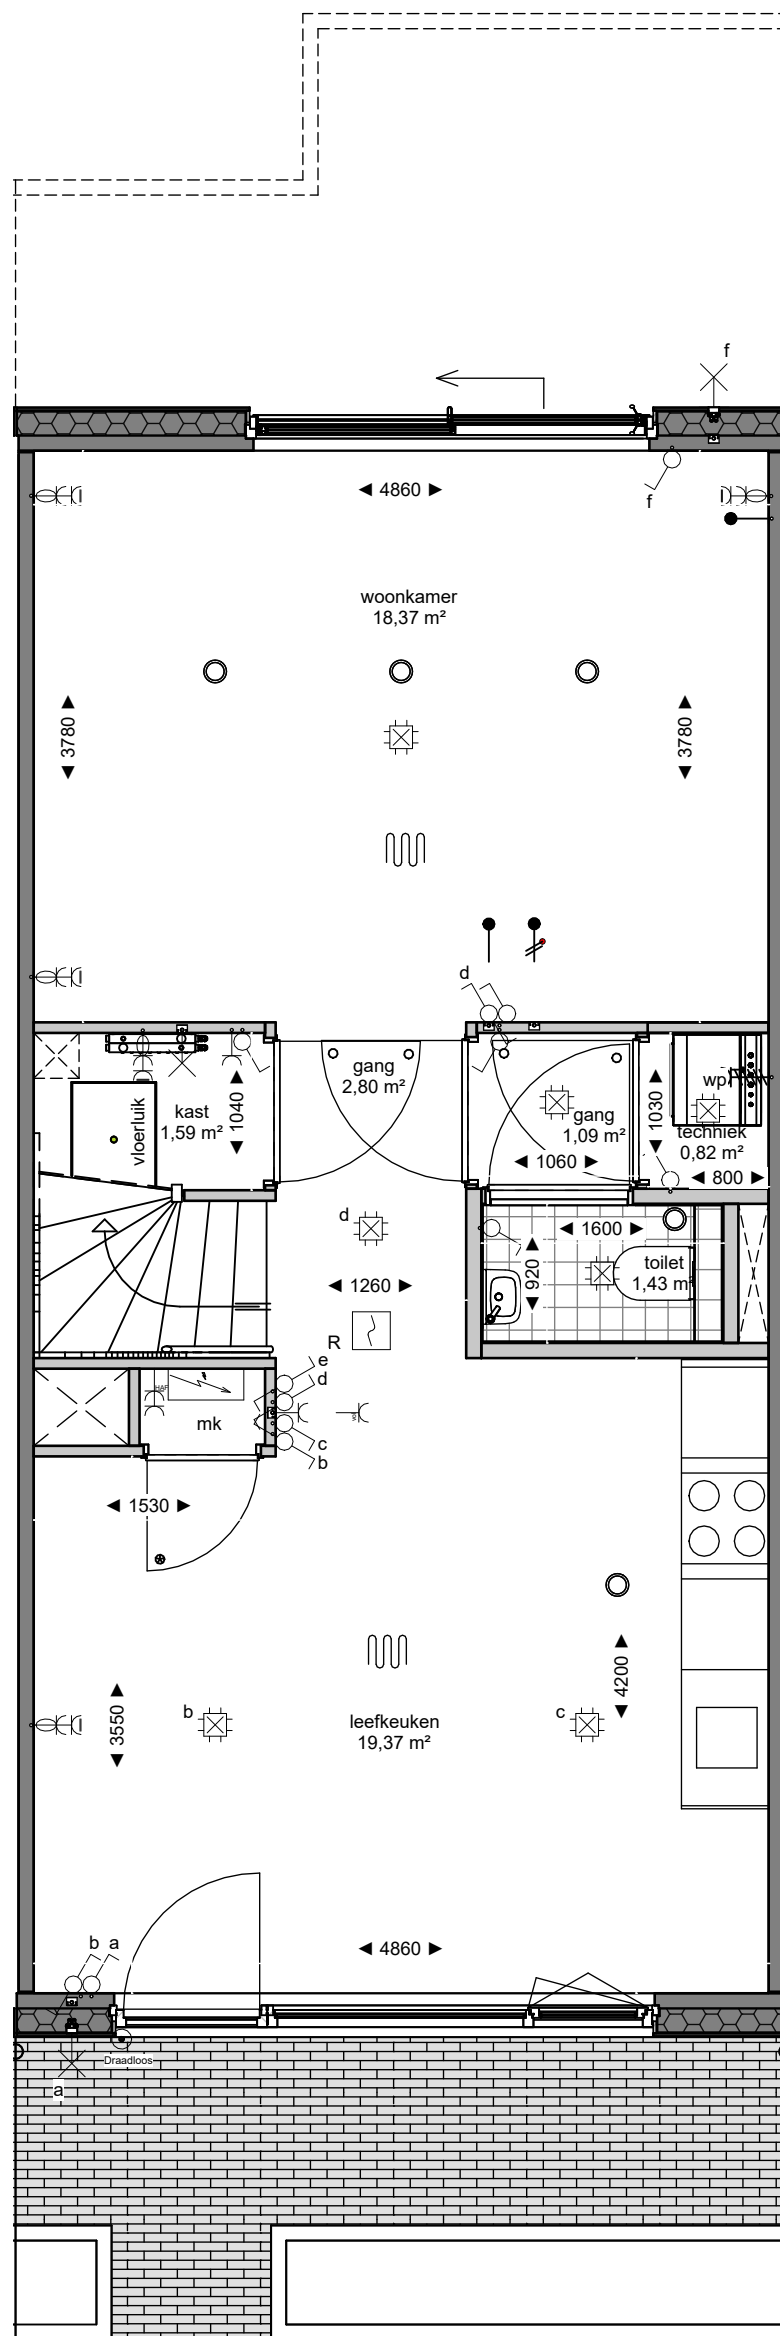 f
f
◄ 4860 ►
woonkamer
18,37 m²
◄ 3780 ►
◄ 3780 ►
d
gang
2,80 m²
vloerluik
kast
1,59 m²
◄ 1040 ►
gang
1,09 m²
◄ 1060 ►
◄ 1030 ►
wp
techniek
0,82 m²
◄ 800 ►
d
◄ 1600 ►
◄ 920 ►
toilet
1,43 m²
◄ 1260 ►
R
e
d
mk
c
b
◄ 1530 ►
◄ 4200 ►
◄ 3550 ►
b
leefkeuken
19,37 m²
c
◄ 4860 ►
b a
Draadloos
a